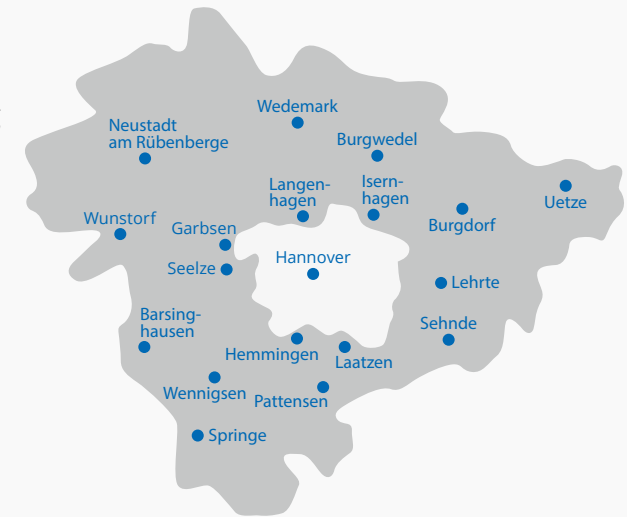 Wedemark
Neustadt
am Rübenberge
Burgwedel
Langen-
hagen
Isern-
hagen
Uetze
Wunstorf
Garbsen
Burgdorf
Hannover
Seelze
Lehrte
Barsing-
hausen
Sehnde
Hemmingen
Laatzen
Wennigsen
Pattensen
Springe